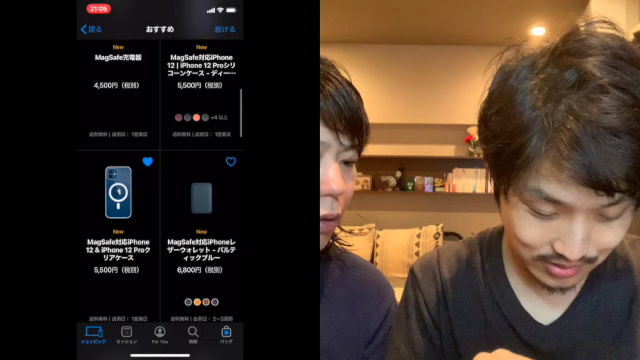 21:05
戻る
おすすめ
続ける
New
MagSafe充電器
4,500円（税別）
送料無料｜出荷日：1営業日
New
MagSafe対応iPhone
12 | iPhone 12 Proシリ
コーンケース - ディー…
5,500円（税別）
+4 以上
送料無料｜出荷日：1営業日
New
MagSafe対応iPhone
12 & iPhone 12 Proク
リアケース
5,500円（税別）
送料無料｜出荷日：1営業日
New
MagSafe対応iPhoneレ
ザーウォレット - バル
ティックブルー
6,800円（税別）
送料無料｜出荷日：2〜3週間
ショッピング
セッション
For You
検索
バッグ